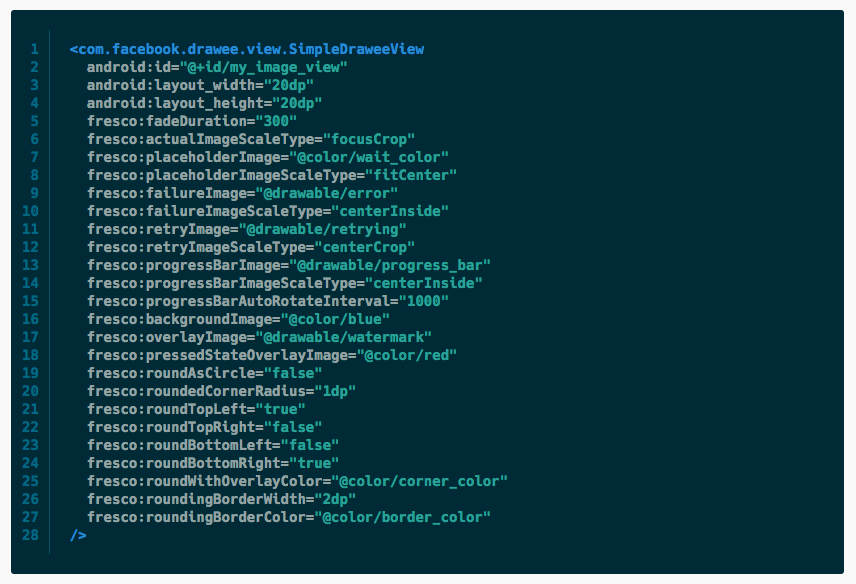 1 <com.facebook.drawee.view.SimpleDraweeView
2 android:id="@+id/my_image_view"
3 android:layout_width="20dp"
4 android:layout_height="20dp"
5 fresco:fadeDuration="300"
6 fresco:actualImageScaleType="focusCrop"
7 fresco:placeholderImage="@color/wait_color"
8 fresco:placeholderImageScaleType="fitCenter"
9 fresco:failureImage="@drawable/error"
10 fresco:failureImageScaleType="centerInside"
11 fresco:retryImage="@drawable/retrying"
12 fresco:retryImageScaleType="centerCrop"
13 fresco:progressBarImage="@drawable/progress_bar"
14 fresco:progressBarImageScaleType="centerInside"
15 fresco:progressBarAutoRotateInterval="1000"
16 fresco:backgroundImage="@color/blue"
17 fresco:overlayImage="@drawable/watermark"
18 fresco:pressedStateOverlayImage="@color/red"
19 fresco:roundAsCircle="false"
20 fresco:roundedCornerRadius="1dp"
21 fresco:roundTopLeft="true"
22 fresco:roundTopRight="false"
23 fresco:roundBottomLeft="false"
24 fresco:roundBottomRight="true"
25 fresco:roundWithOverlayColor="@color/corner_color"
26 fresco:roundingBorderWidth="2dp"
27 fresco:roundingBorderColor="@color/border_color"
28 />